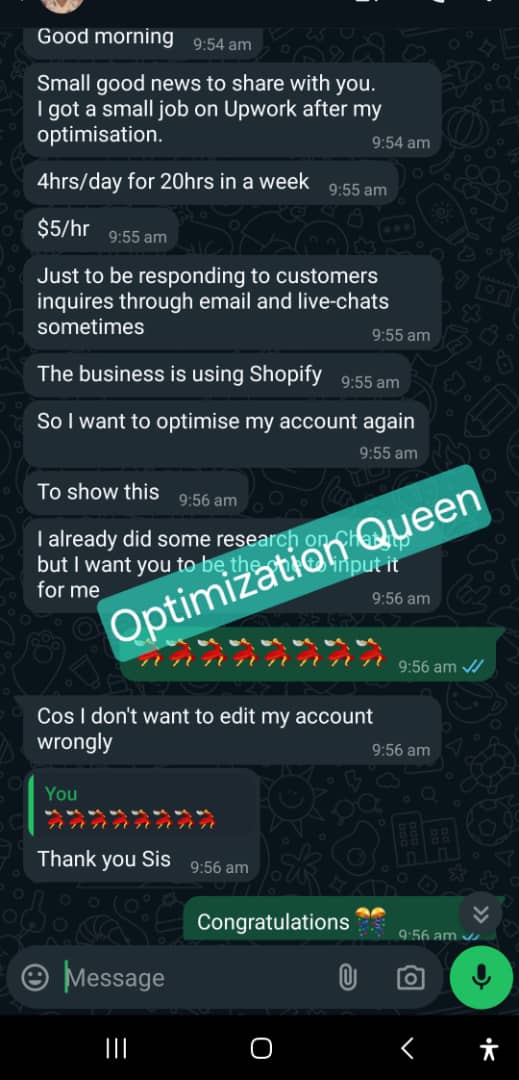 Good morning 9:54 am
Small good news to share with you.
I got a small job on Upwork after my
optimisation. 9:54 am
4hrs/day for 20hrs in a week 9:55 am
$5/hr 9:55 am
Just to be responding to customers
inquires through email and live-chats
sometimes 9:55 am
The business is using Shopify 9:55 am
So I want to optimise my account again
9:55 am
To show this 9:56 am
I already did some research on Chatgtp
but I want you to be the one to input it
for me 9:56 am
Optimization Queen
9:56 am
Cos I don't want to edit my account
wrongly 9:56 am
You
Thank you Sis 9:56 am
Congratulations 9:56 am
Message